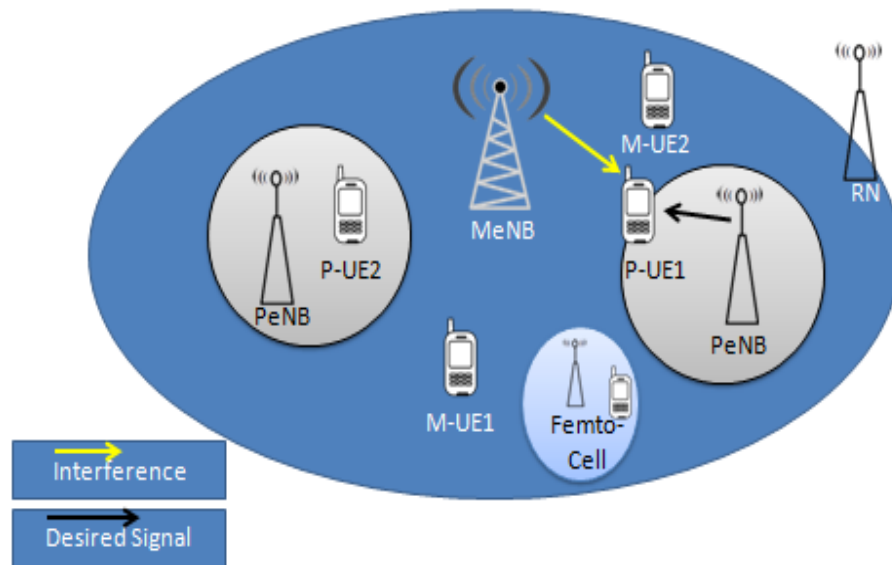 M-UE2
RN
MeNB
P-UE2
P-UE1
PeNB
PeNB
M-UE1
Femto-
Cell
Interference
Desired Signal